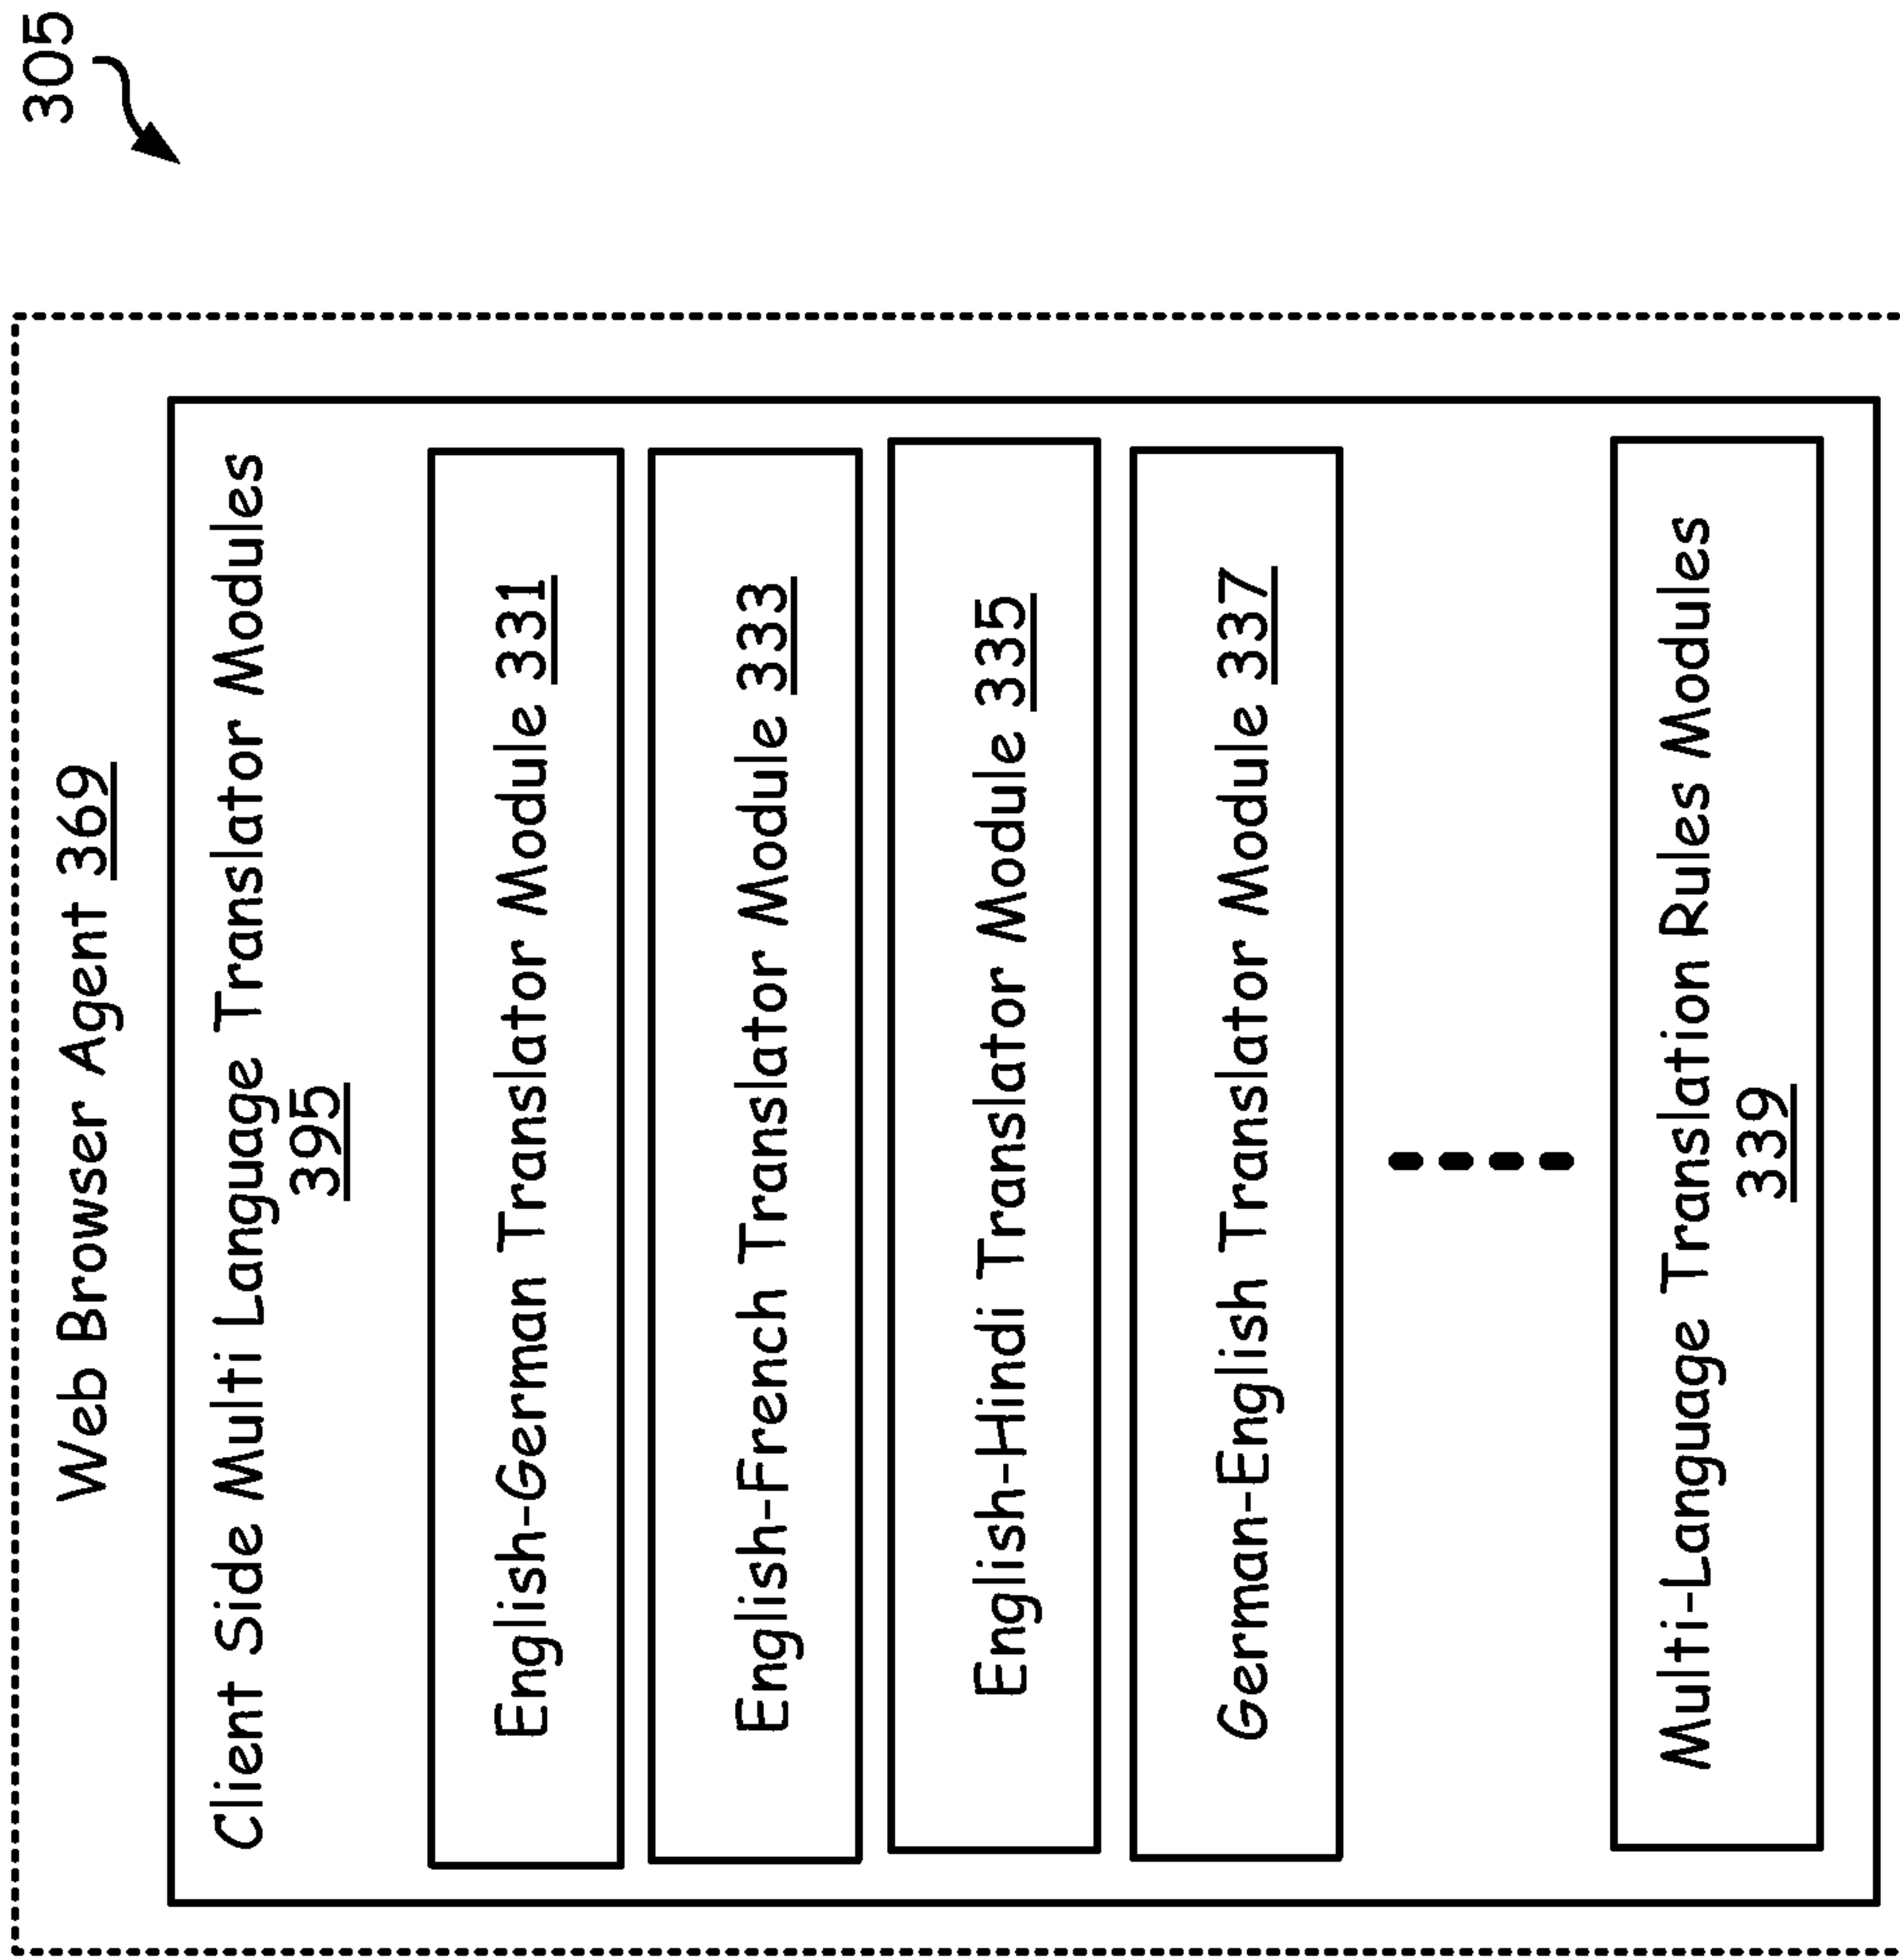 305
Web Browser Agent 369
Client Side Multi Language Translator Modules
395
English-German Translator Module 331
English-French Translator Module 333
English-Hindi Translator Module 335
German-English Translator Module 337
Multi-Language Translation Rules Modules
339